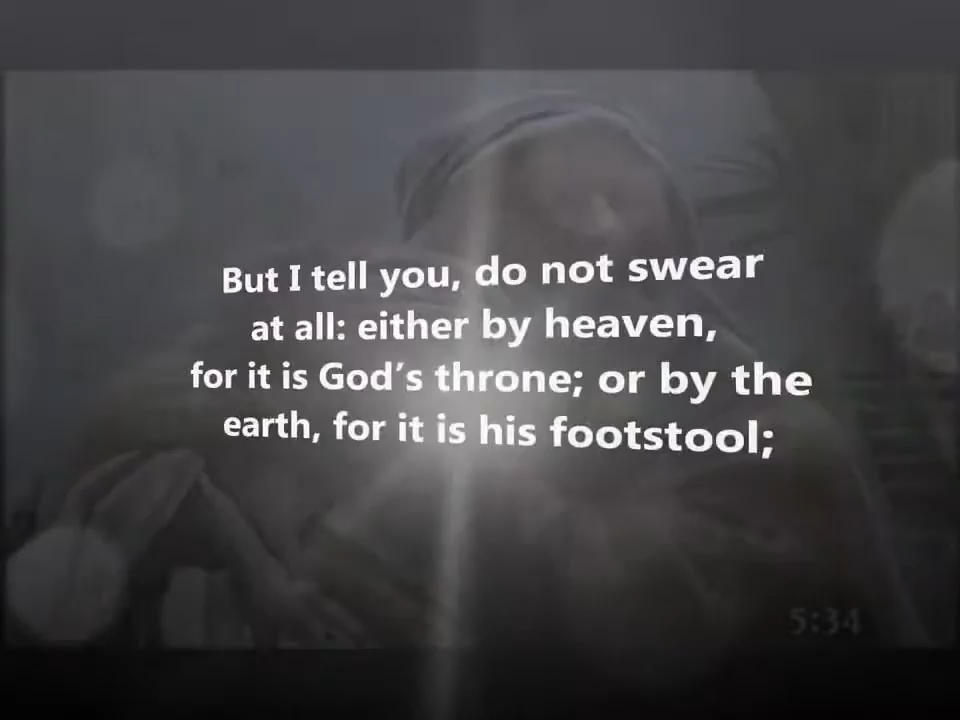 But I tell you, do not swear
at all: either by heaven,
for it is God’s throne; or by the
earth, for it is his footstool;
5:34